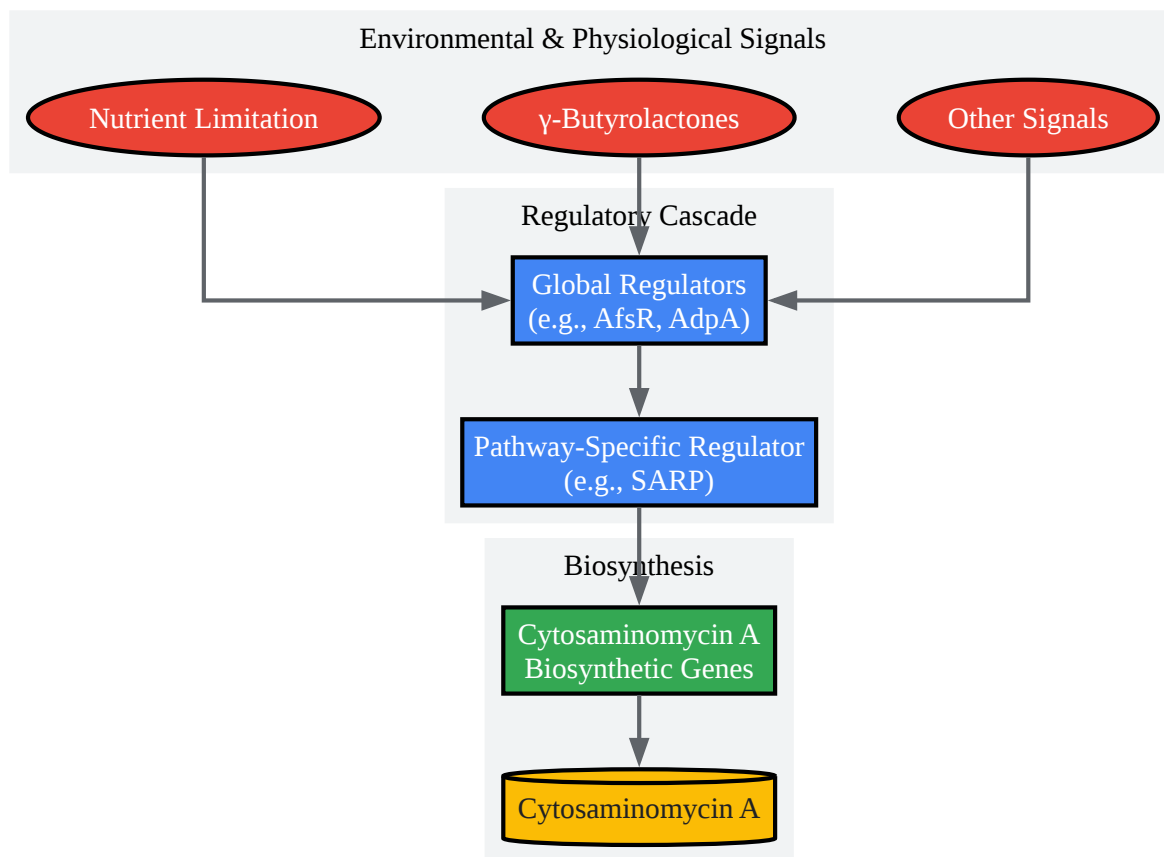 Environmental & Physiological Signals
Nutrient Limitation
γ-Butyrolactones
Other Signals
Regulatory Cascade
Global Regulators
(e.g., AfsR, AdpA)
Pathway-Specific Regulator
(e.g., SARP)
Biosynthesis
Cytosaminomycin A
Biosynthetic Genes
Cytosaminomycin A